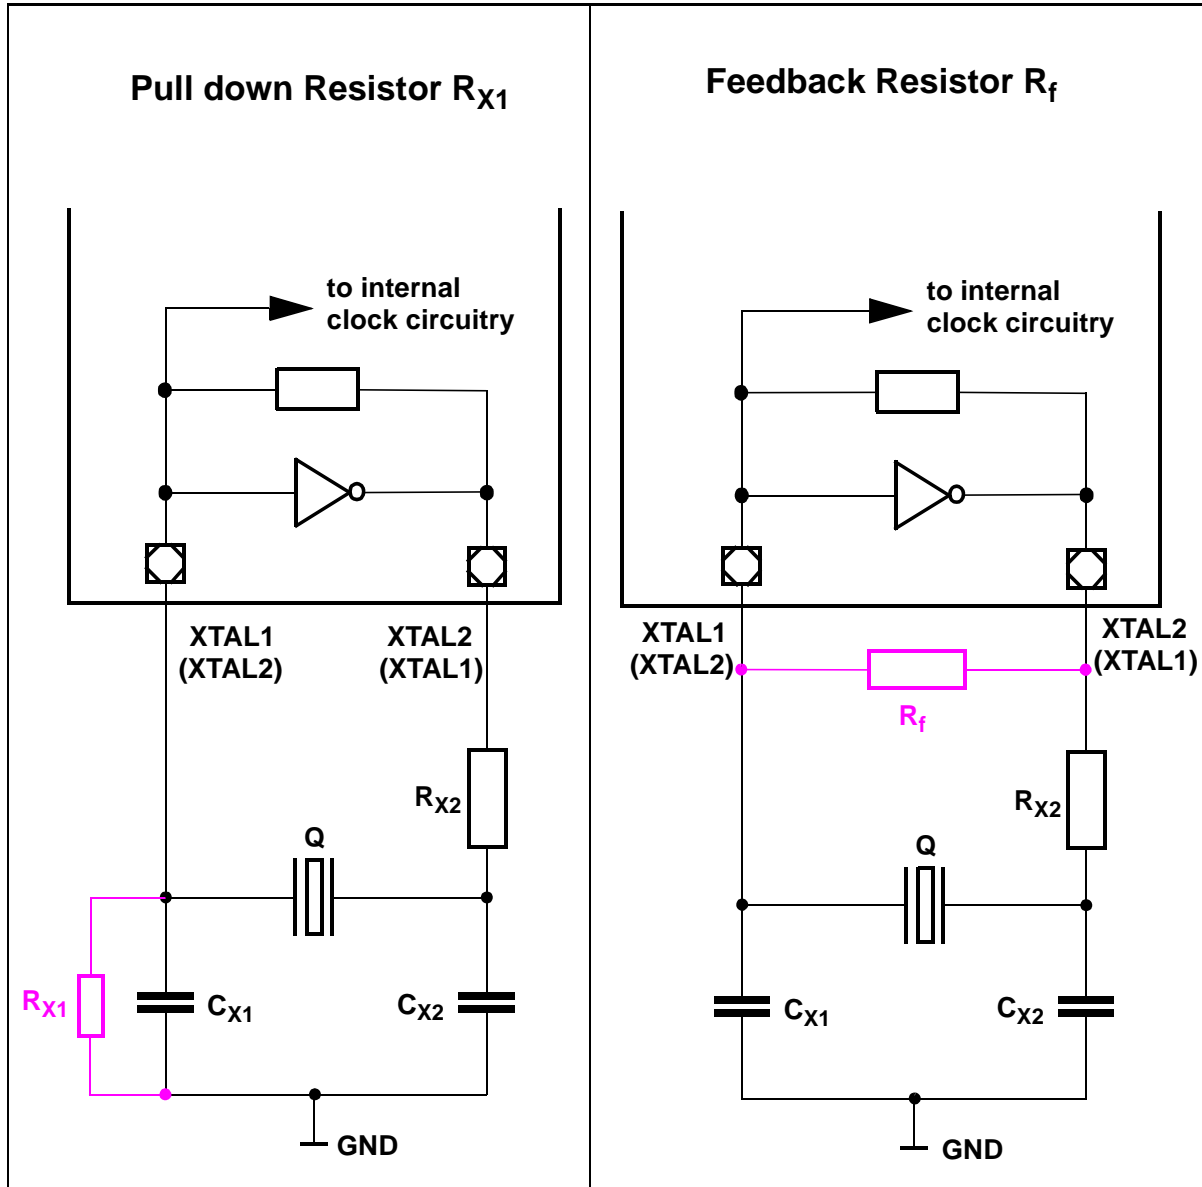 Pull down Resistor RX1
to internal
clock circuitry
XTAL1
(XTAL2)
XTAL2
(XTAL1)
RX2
Q
RX1
CX1
CX2
GND
Feedback Resistor Rf
to internal
clock circuitry
XTAL1
(XTAL2)
XTAL2
(XTAL1)
Rf
RX2
Q
CX1
CX2
GND